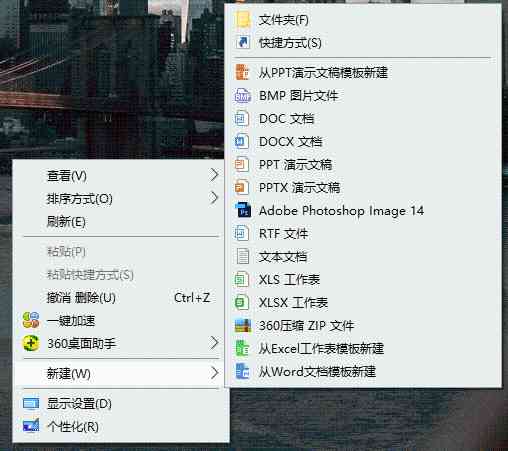 文件夹(F)
快捷方式(S)
从PPT演示文稿模板新建
BMP 图片文件
DOC 文档
DOCX 文档
PPT 演示文稿
PPTX 演示文稿
Adobe Photoshop Image 14
RTF 文件
文本文档
XLS 工作表
XLSX 工作表
360压缩 ZIP 文件
从Excel工作表模板新建
从Word文档模板新建
查看(V)
排序方式(O)
刷新(E)
粘贴(P)
粘贴快捷方式(S)
撤消 删除(U) Ctrl+Z
一键加速
360桌面助手
新建(W)
显示设置(D)
个性化(R)